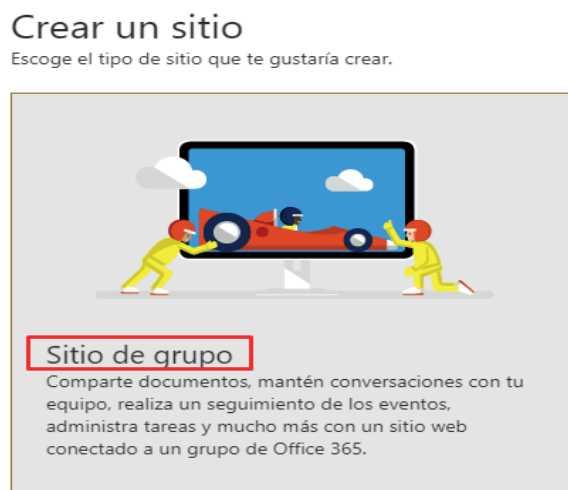 Crear un sitio
Escoge el tipo de sitio que te gustaría crear.
Sitio de grupo
Comparte documentos, mantén conversaciones con tu
equipo, realiza un seguimiento de los eventos,
administra tareas y mucho más con un sitio web
conectado a un grupo de Office 365.